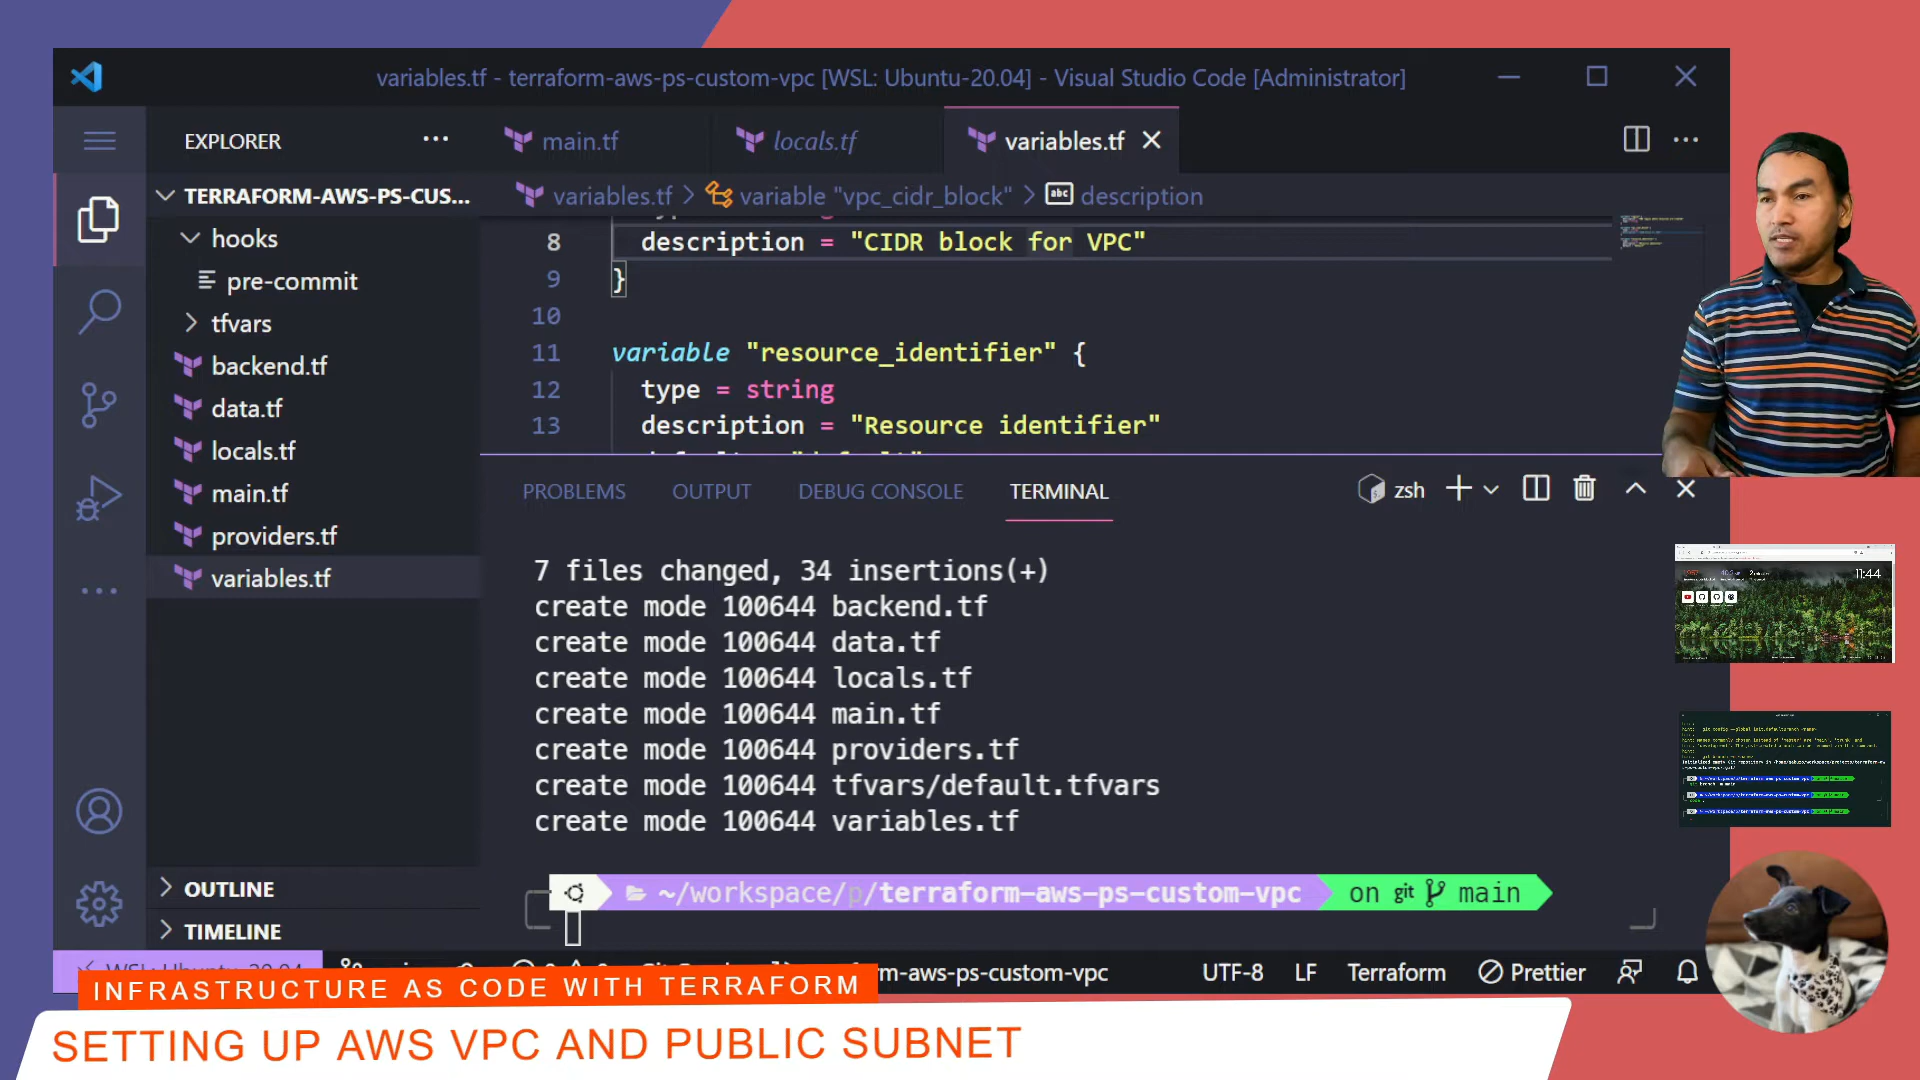 variables.tf - terraform-aws-ps-custom-vpc [WSL: Ubuntu-20.04] - Visual Studio Code [Administrator]
EXPLORER
main.tf
locals.tf
variables.tf
TERRAFORM-AWS-PS-CUS...
variables.tf > variable "vpc_cidr_block" > abc description
hooks
pre-commit
tfvars
backend.tf
data.tf
locals.tf
main.tf
providers.tf
variables.tf
OUTLINE
TIMELINE
8 description = "CIDR block for VPC"
9 }
10
11 variable "resource_identifier" {
12 type = string
13 description = "Resource identifier"
PROBLEMS
OUTPUT
DEBUG CONSOLE
TERMINAL
zsh
7 files changed, 34 insertions(+)
create mode 100644 backend.tf
create mode 100644 data.tf
create mode 100644 locals.tf
create mode 100644 main.tf
create mode 100644 providers.tf
create mode 100644 tfvars/default.tfvars
create mode 100644 variables.tf
~/workspace/p/terraform-aws-ps-custom-vpc on git main
-aws-ps-custom-vpc
UTF-8
LF
Terraform
Prettier
11:44
INFRASTRUCTURE AS CODE WITH TERRAFORM
SETTING UP AWS VPC AND PUBLIC SUBNET